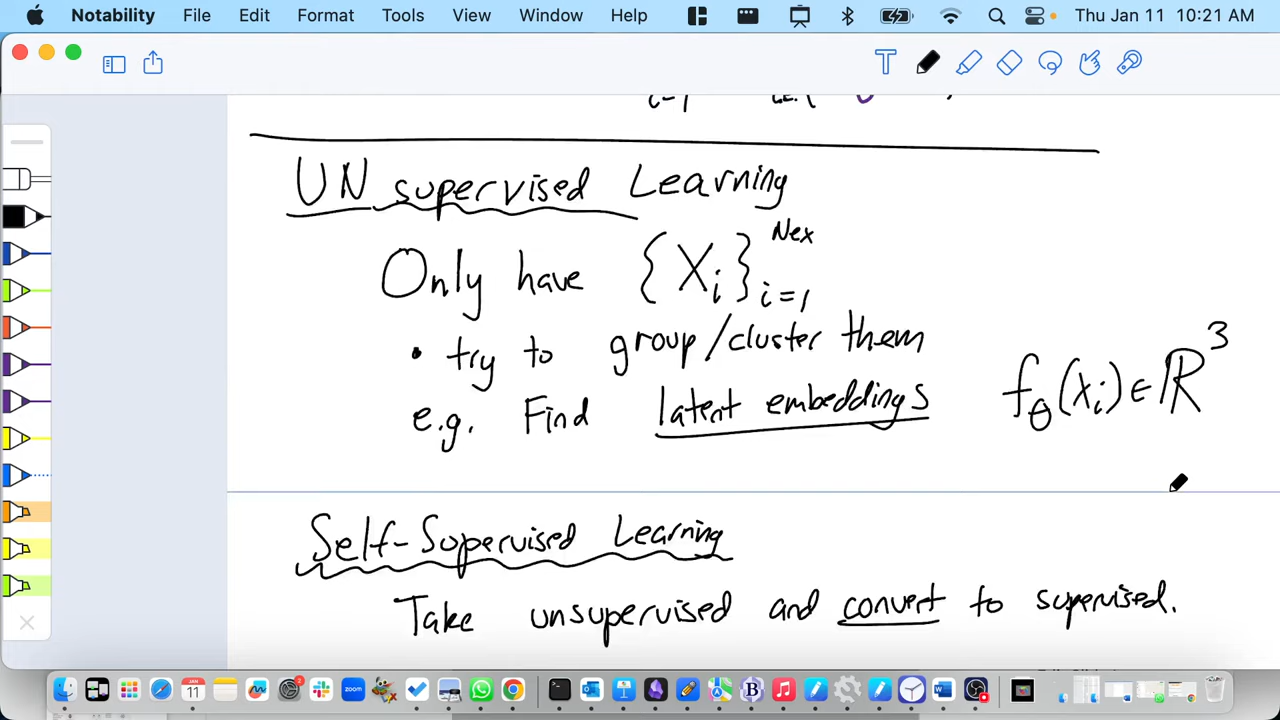 Notability File Edit Format Tools View Window Help Thu Jan 11 10:21 AM
UNsupervised Learning
Only have {Xi}i=1 Nex
• try to group/cluster them
e.g. Find latent embeddings fθ(xi) ∈ ℝ3
Self-Supervised Learning
Take unsupervised and convert to supervised.